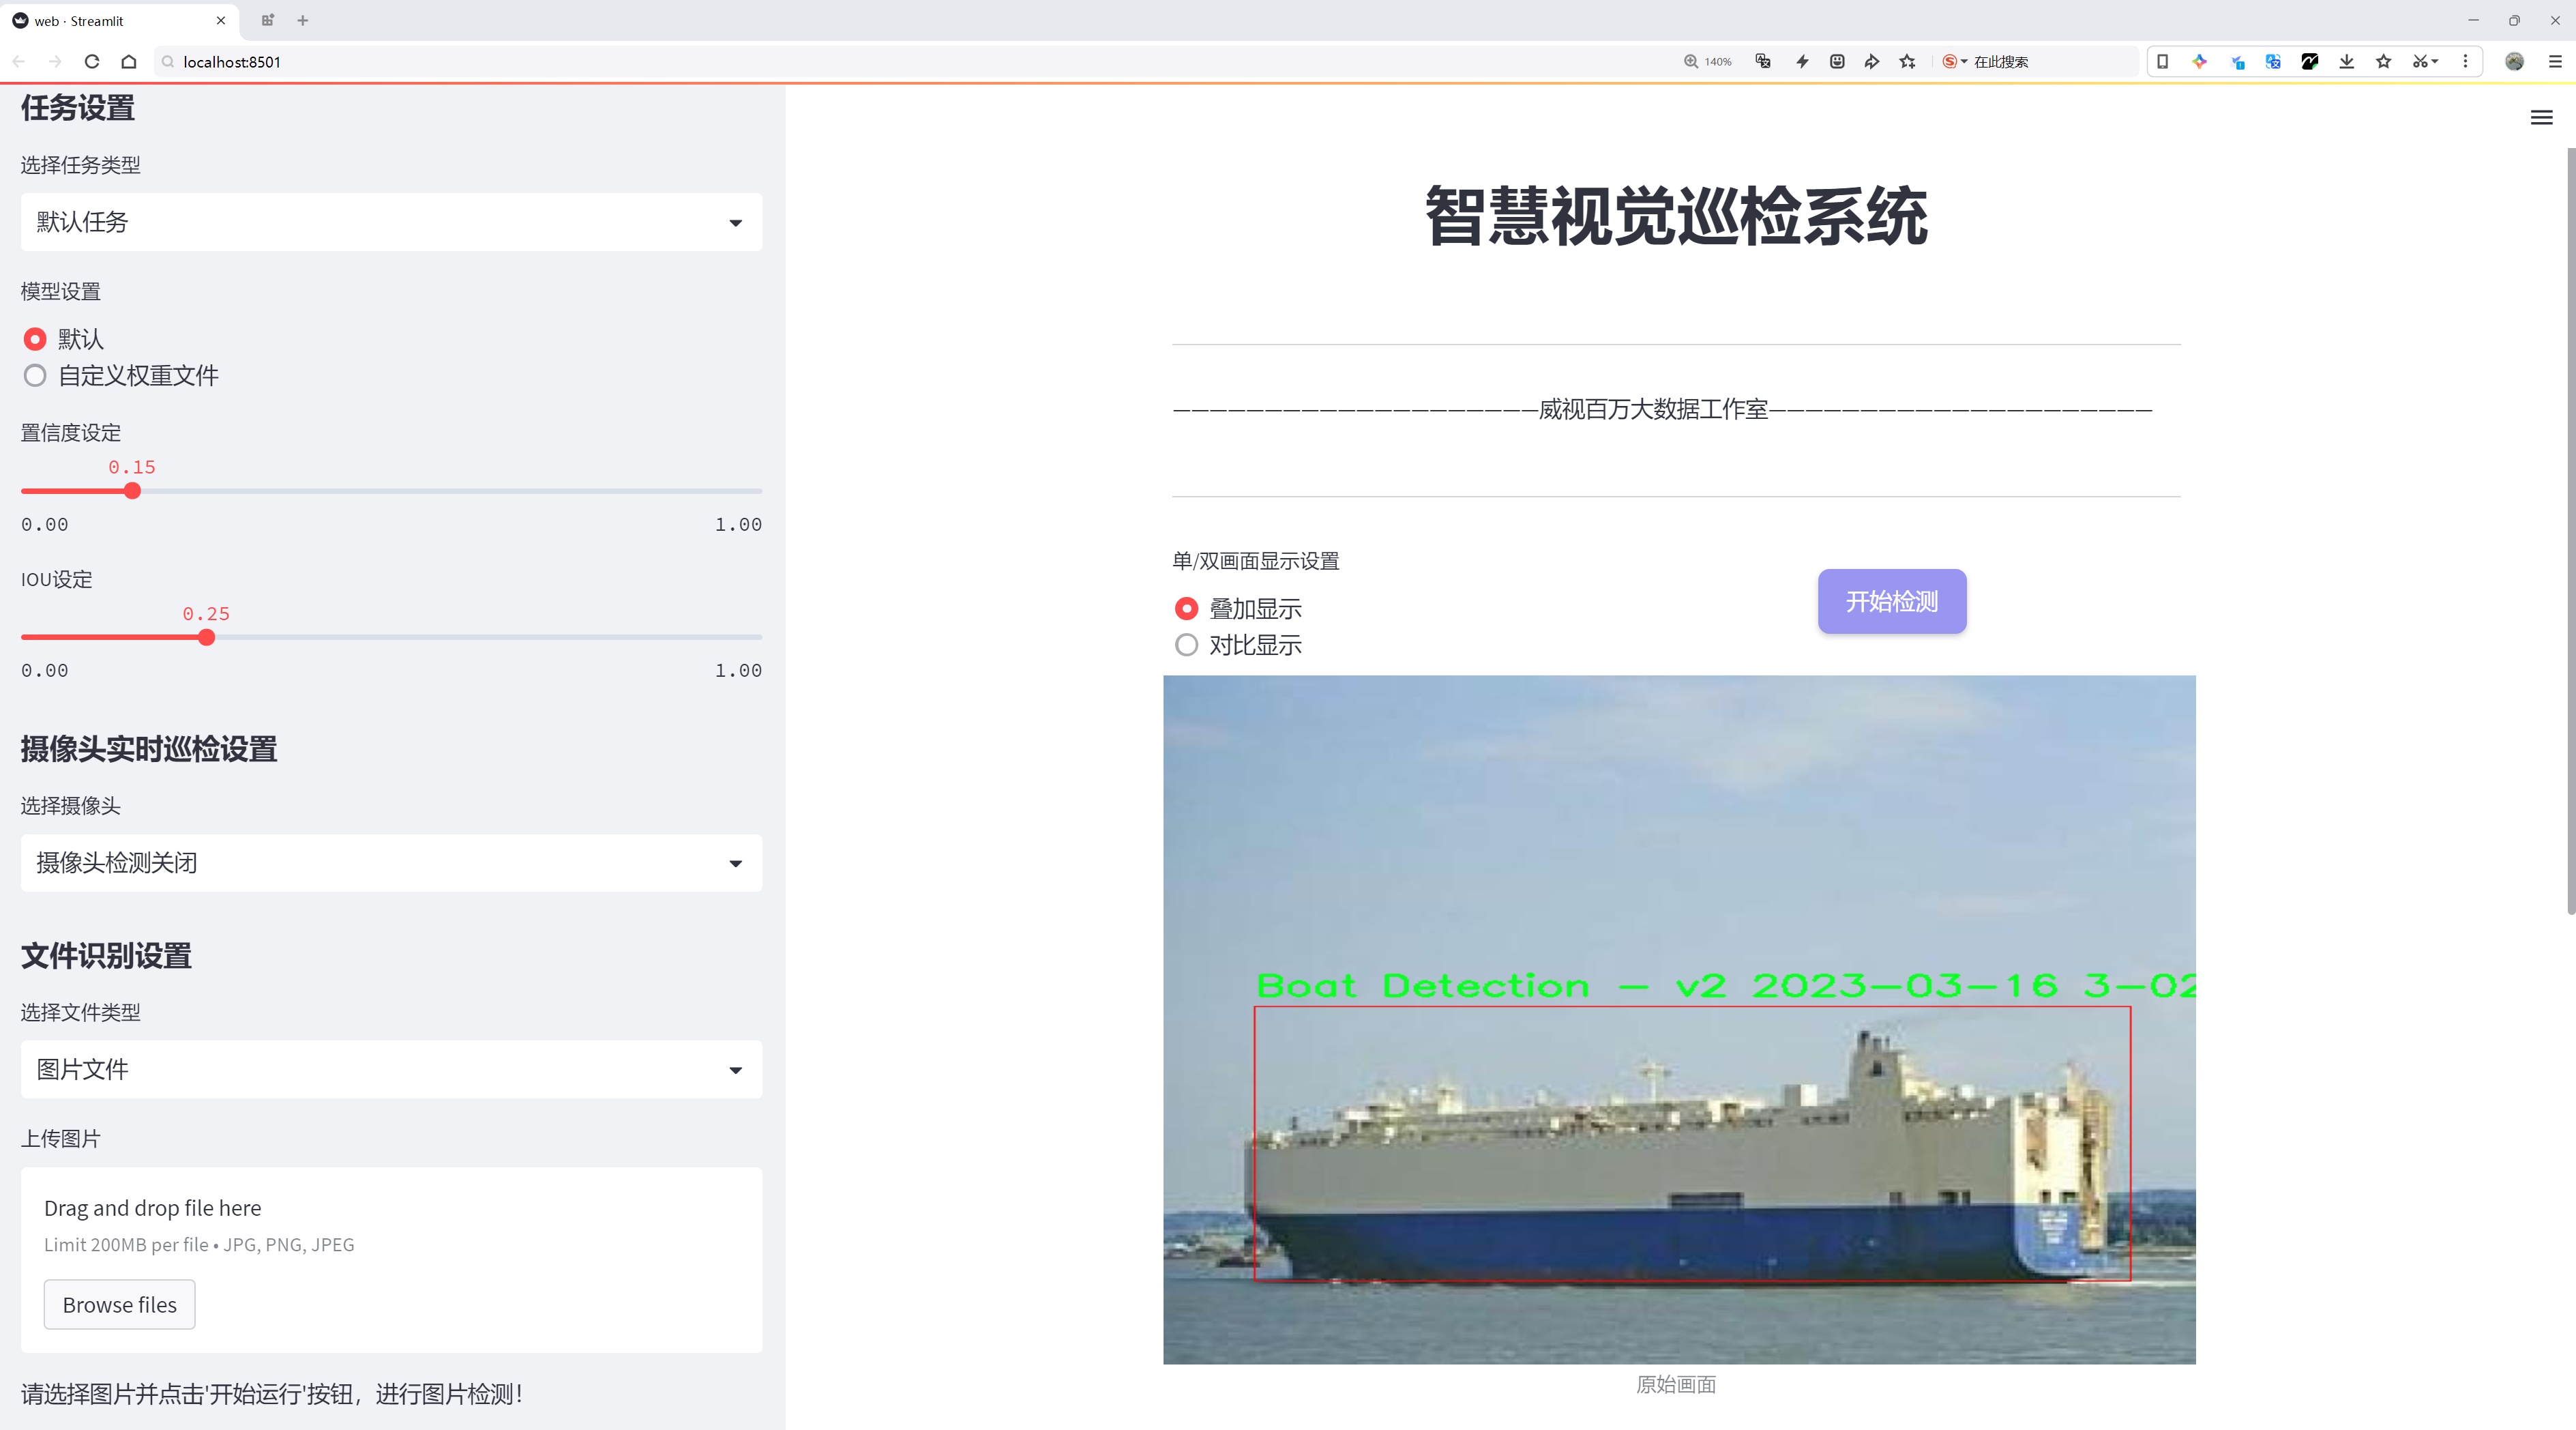 web · Streamlit
localhost:8501
140%
在此搜索
任务设置
选择任务类型
默认任务
模型设置
默认
自定义权重文件
置信度设定
0.15
0.00
1.00
IOU设定
0.25
0.00
1.00
摄像头实时巡检设置
选择摄像头
摄像头检测关闭
文件识别设置
选择文件类型
图片文件
上传图片
Drag and drop file here
Limit 200MB per file • JPG, PNG, JPEG
Browse files
请选择图片并点击'开始运行'按钮，进行图片检测！
智慧视觉巡检系统
—————————————————————威视百万大数据工作室——————————————————————
单/双画面显示设置
叠加显示
对比显示
开始检测
Boat Detection - v2 2023-03-16 3-02
原始画面